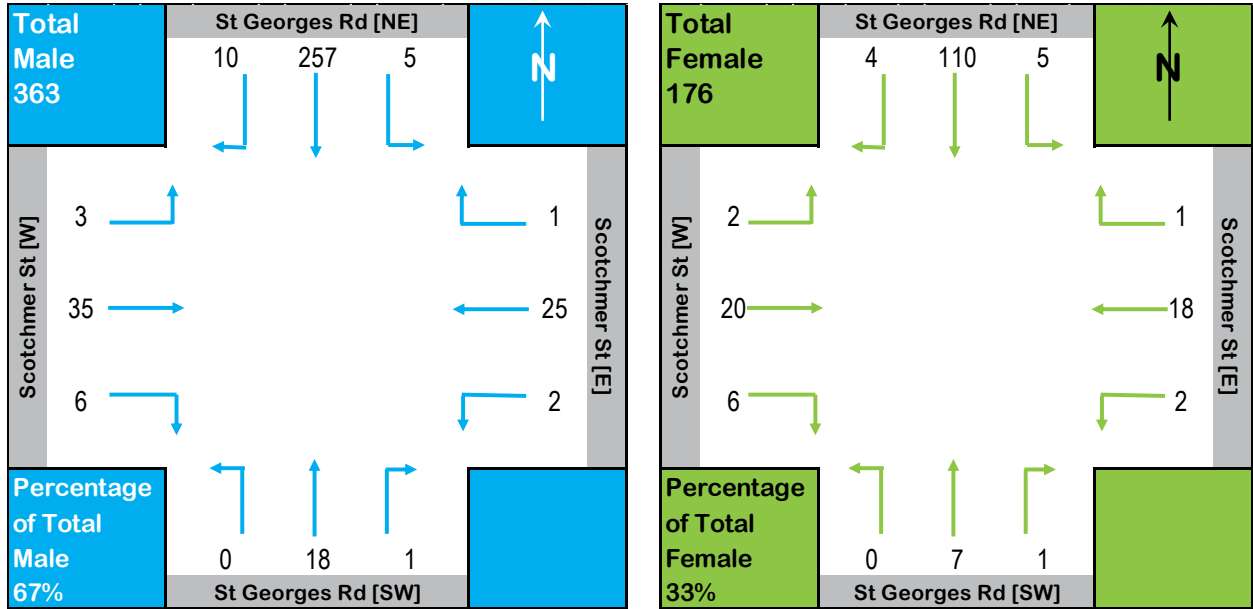 Total
Male
363
St Georges Rd [NE]
10 257 5
N
Scotchmer St [W]
3
35
6
1
25
2
Scotchmer St [E]
Percentage
of Total
Male
67%
0 18 1
St Georges Rd [SW]
Total
Female
176
St Georges Rd [NE]
4 110 5
N
Scotchmer St [W]
2
20
6
1
18
2
Scotchmer St [E]
Percentage
of Total
Female
33%
0 7 1
St Georges Rd [SW]